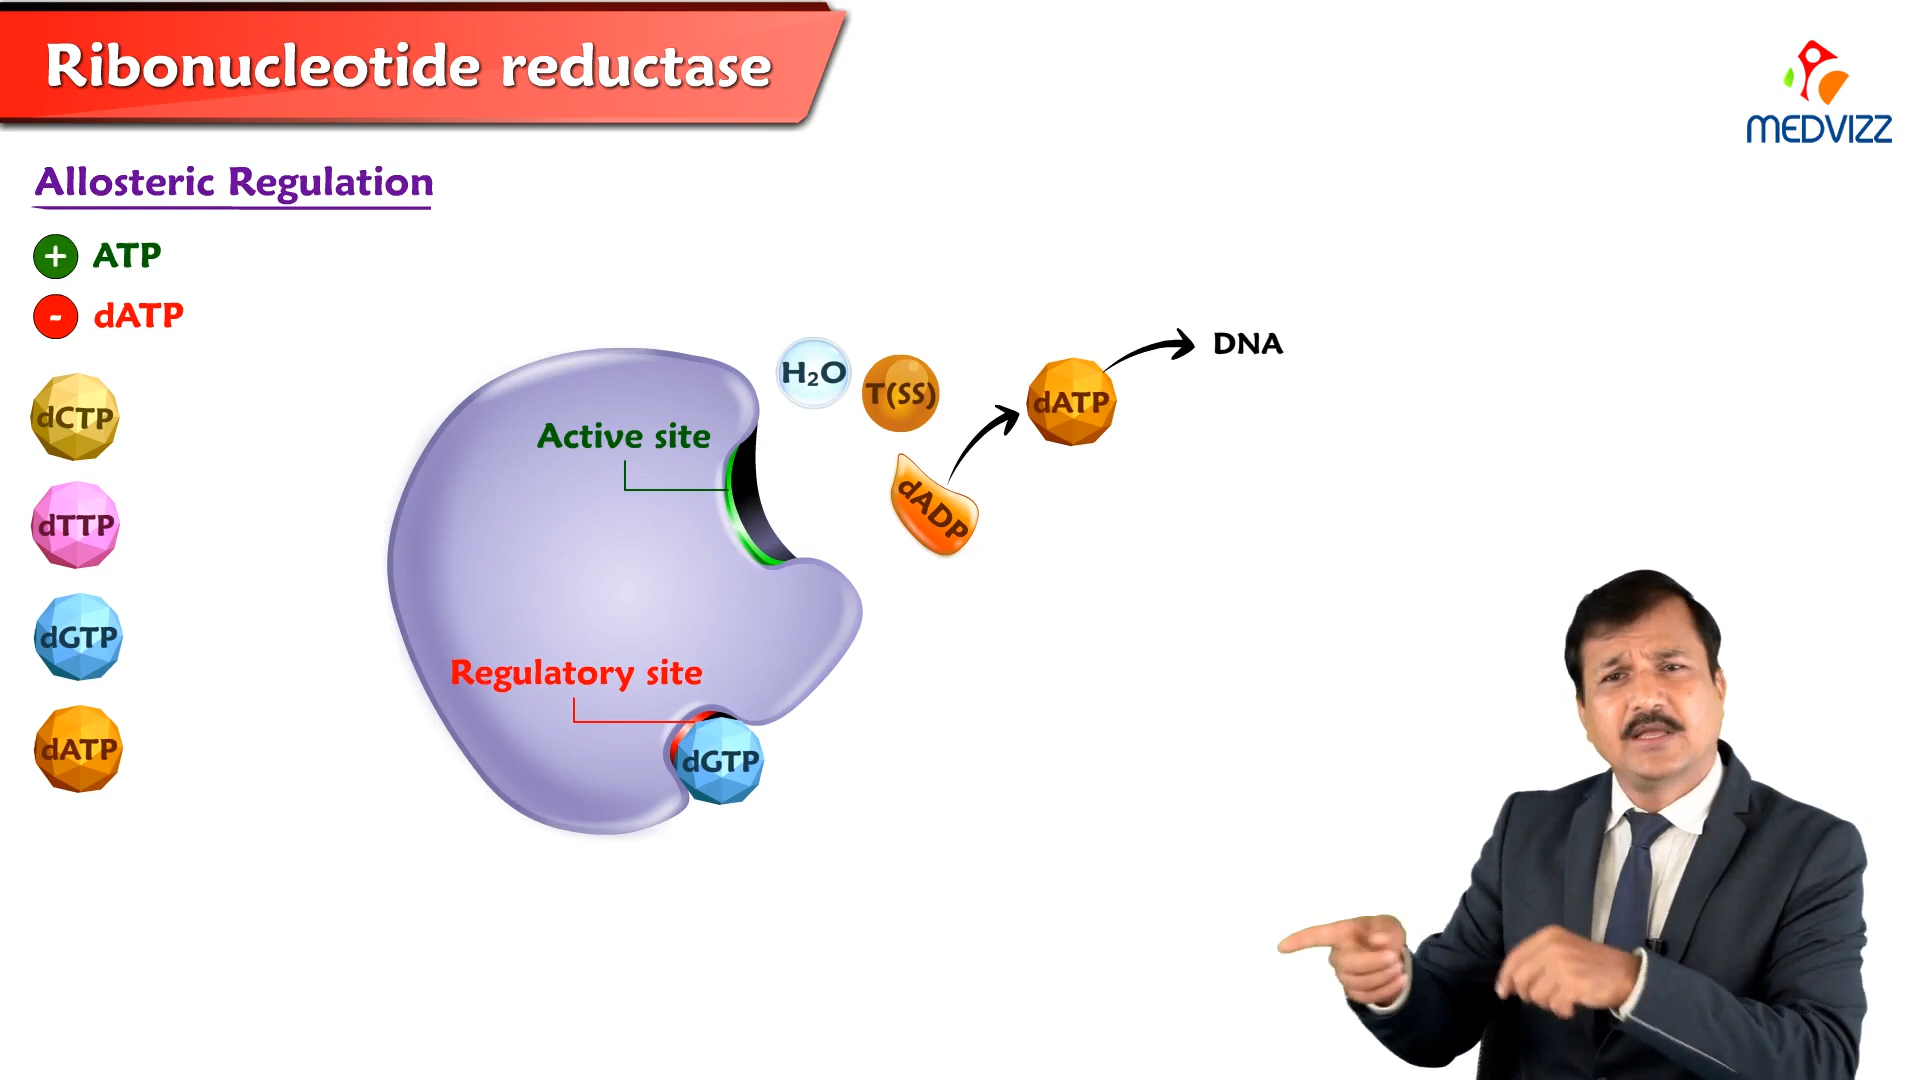 Ribonucleotide reductase
MEDVIZZ
Allosteric Regulation
+ ATP
- dATP
dCTP
dTTP
dGTP
dATP
Active site
Regulatory site
dGTP
H₂O
T(SS)
dADP
dATP
DNA